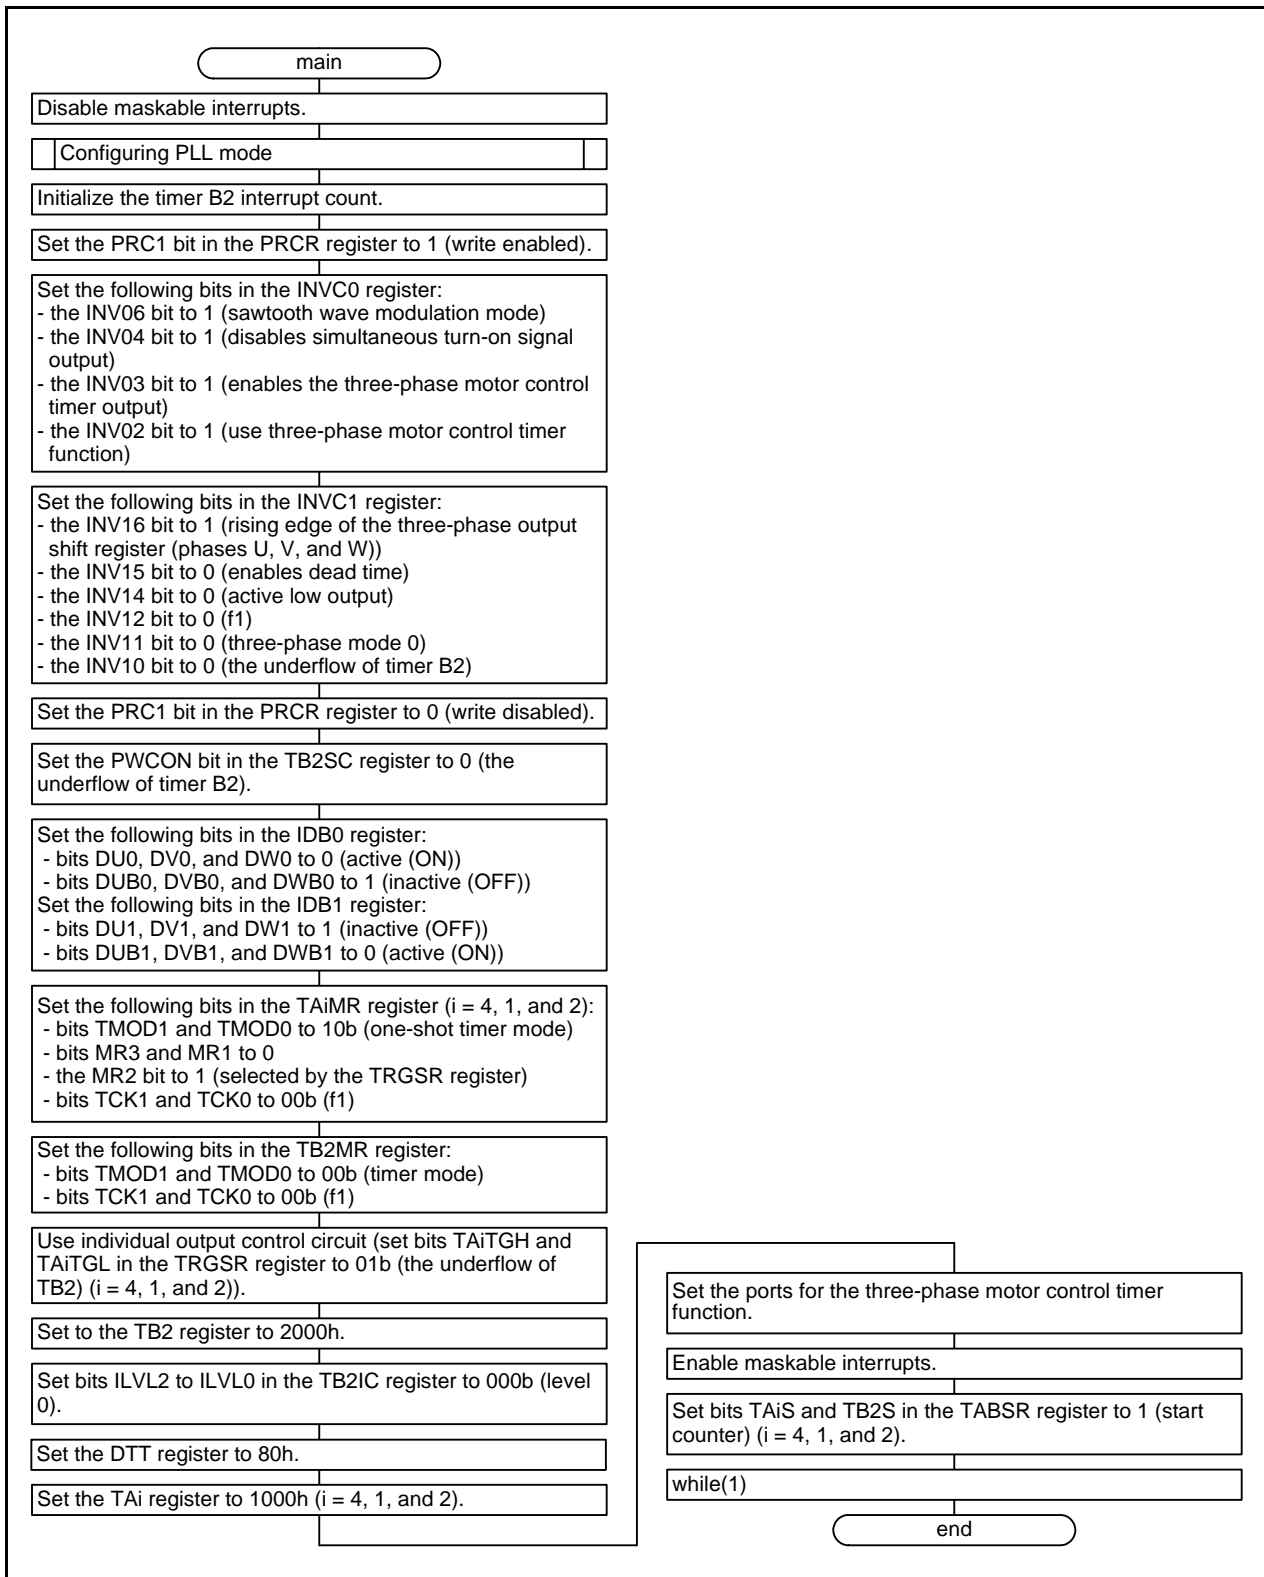 main
Disable maskable interrupts.
Configuring PLL mode
Initialize the timer B2 interrupt count.
Set the PRC1 bit in the PRCR register to 1 (write enabled).
Set the following bits in the INVC0 register:
- the INV06 bit to 1 (sawtooth wave modulation mode)
- the INV04 bit to 1 (disables simultaneous turn-on signal
output)
- the INV03 bit to 1 (enables the three-phase motor control
timer output)
- the INV02 bit to 1 (use three-phase motor control timer
function)
Set the following bits in the INVC1 register:
- the INV16 bit to 1 (rising edge of the three-phase output
shift register (phases U, V, and W))
- the INV15 bit to 0 (enables dead time)
- the INV14 bit to 0 (active low output)
- the INV12 bit to 0 (f1)
- the INV11 bit to 0 (three-phase mode 0)
- the INV10 bit to 0 (the underflow of timer B2)
Set the PRC1 bit in the PRCR register to 0 (write disabled).
Set the PWCON bit in the TB2SC register to 0 (the
underflow of timer B2).
Set the following bits in the IDB0 register:
- bits DU0, DV0, and DW0 to 0 (active (ON))
- bits DUB0, DVB0, and DWB0 to 1 (inactive (OFF))
Set the following bits in the IDB1 register:
- bits DU1, DV1, and DW1 to 1 (inactive (OFF))
- bits DUB1, DVB1, and DWB1 to 0 (active (ON))
Set the following bits in the TAiMR register (i = 4, 1, and 2):
- bits TMOD1 and TMOD0 to 10b (one-shot timer mode)
- bits MR3 and MR1 to 0
- the MR2 bit to 1 (selected by the TRGSR register)
- bits TCK1 and TCK0 to 00b (f1)
Set the following bits in the TB2MR register:
- bits TMOD1 and TMOD0 to 00b (timer mode)
- bits TCK1 and TCK0 to 00b (f1)
Use individual output control circuit (set bits TAiTGH and
TAiTGL in the TRGSR register to 01b (the underflow of
TB2) (i = 4, 1, and 2)).
Set to the TB2 register to 2000h.
Set bits ILVL2 to ILVL0 in the TB2IC register to 000b (level
0).
Set the DTT register to 80h.
Set the TAi register to 1000h (i = 4, 1, and 2).
Set the ports for the three-phase motor control timer
function.
Enable maskable interrupts.
Set bits TAiS and TB2S in the TABSR register to 1 (start
counter) (i = 4, 1, and 2).
while(1)
end